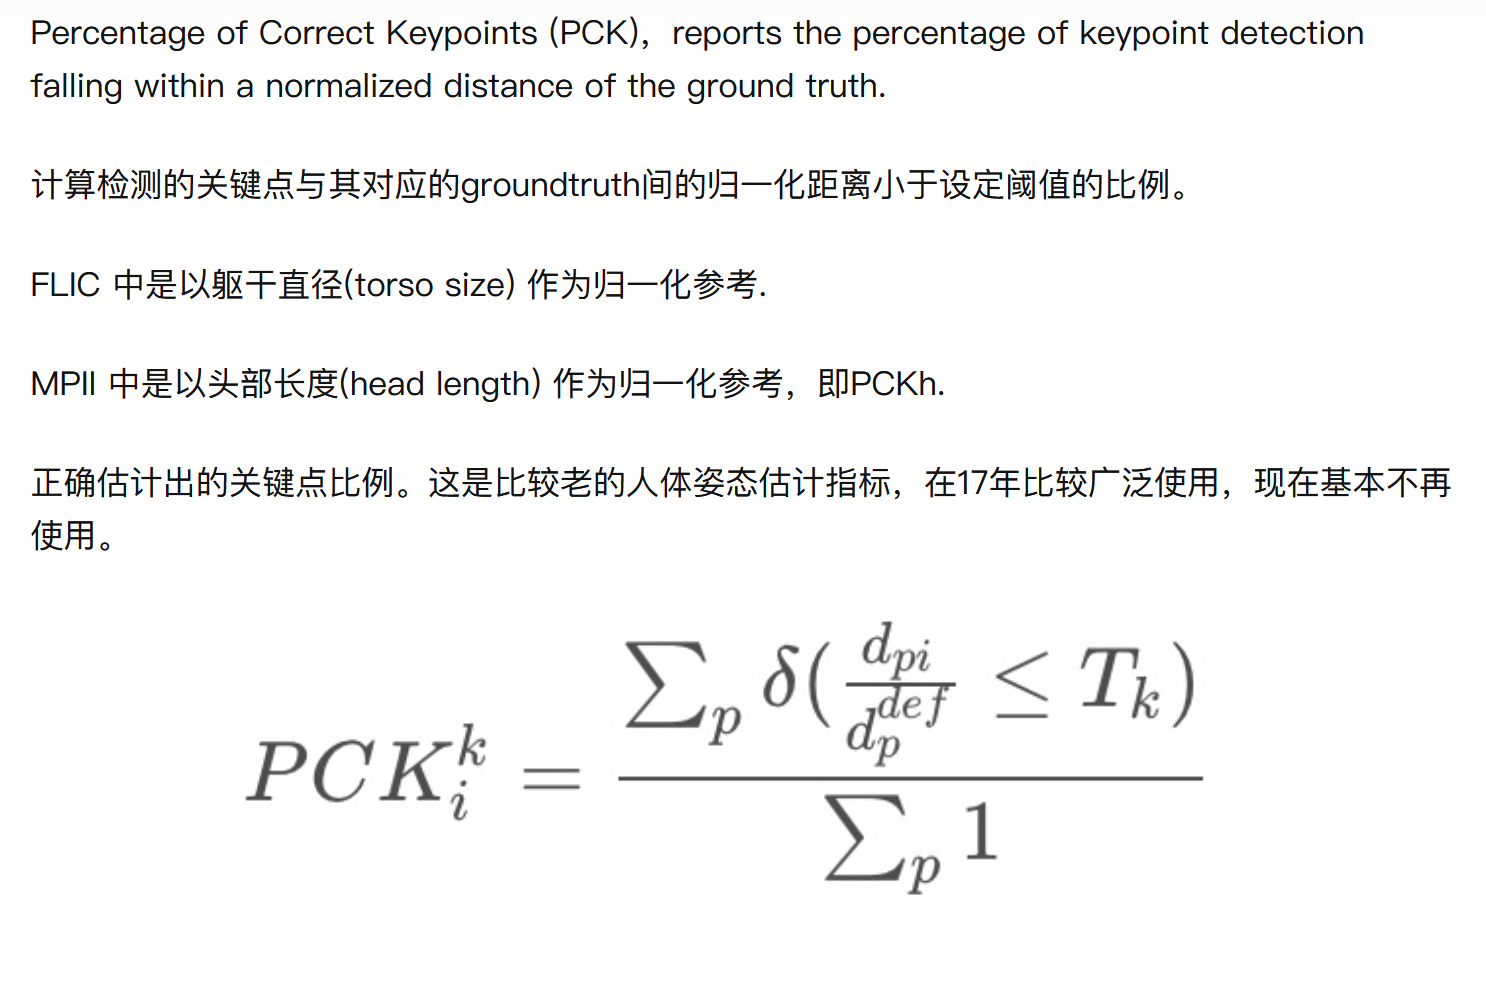 Percentage of Correct Keypoints (PCK)，reports the percentage of keypoint detection
falling within a normalized distance of the ground truth.
计算检测的关键点与其对应的groundtruth间的归一化距离小于设定阈值的比例。
FLIC 中是以躯干直径(torso size) 作为归一化参考.
MPII 中是以头部长度(head length) 作为归一化参考，即PCKh.
正确估计出的关键点比例。这是比较老的人体姿态估计指标，在17年比较广泛使用，现在基本不再
使用。
$PCK_i^k = \frac{\sum_p \delta(\frac{d_{pi}}{d_p^{def}} \leq T_k)}{\sum_p 1}$